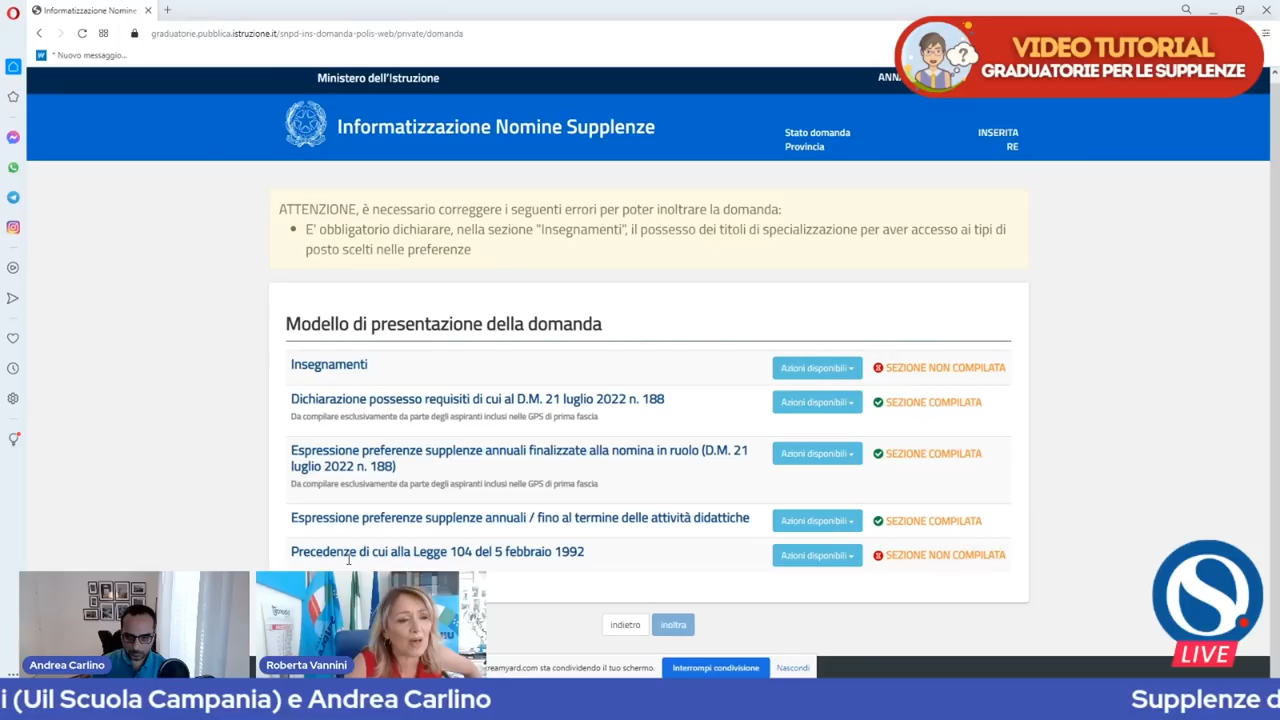 Informatizzazione Nomine
graduatorie.pubblica.istruzione.it/snpd-ins-domanda-polis-web/private/domanda
* Nuovo messaggio...
VIDEO TUTORIAL
GRADUATORIE PER LE SUPPLENZE
Ministero dell'Istruzione
Informatizzazione Nomine Supplenze
Stato domanda INSERITA
Provincia RE
ATTENZIONE, è necessario correggere i seguenti errori per poter inoltrare la domanda:
E' obbligatorio dichiarare, nella sezione "Insegnamenti", il possesso dei titoli di specializzazione per aver accesso ai tipi di
posto scelti nelle preferenze
Modello di presentazione della domanda
Insegnamenti Azioni disponibili SEZIONE NON COMPILATA
Dichiarazione possesso requisiti di cui al D.M. 21 luglio 2022 n. 188 Azioni disponibili SEZIONE COMPILATA
Da compilare esclusivamente da parte degli aspiranti inclusi nelle GPS di prima fascia
Espressione preferenze supplenze annuali finalizzate alla nomina in ruolo (D.M. 21
luglio 2022 n. 188) Azioni disponibili SEZIONE COMPILATA
Da compilare esclusivamente da parte degli aspiranti inclusi nelle GPS di prima fascia
Espressione preferenze supplenze annuali / fino al termine delle attività didattiche Azioni disponibili SEZIONE COMPILATA
Precedenze di cui alla Legge 104 del 5 febbraio 1992 Azioni disponibili SEZIONE NON COMPILATA
indietro inoltra
Andrea Carlino
Roberta Vannini
sta condividendo il tuo schermo. Interrompi condivisione Nascondi
S
LIVE
i (Uil Scuola Campania) e Andrea Carlino Supplenze d